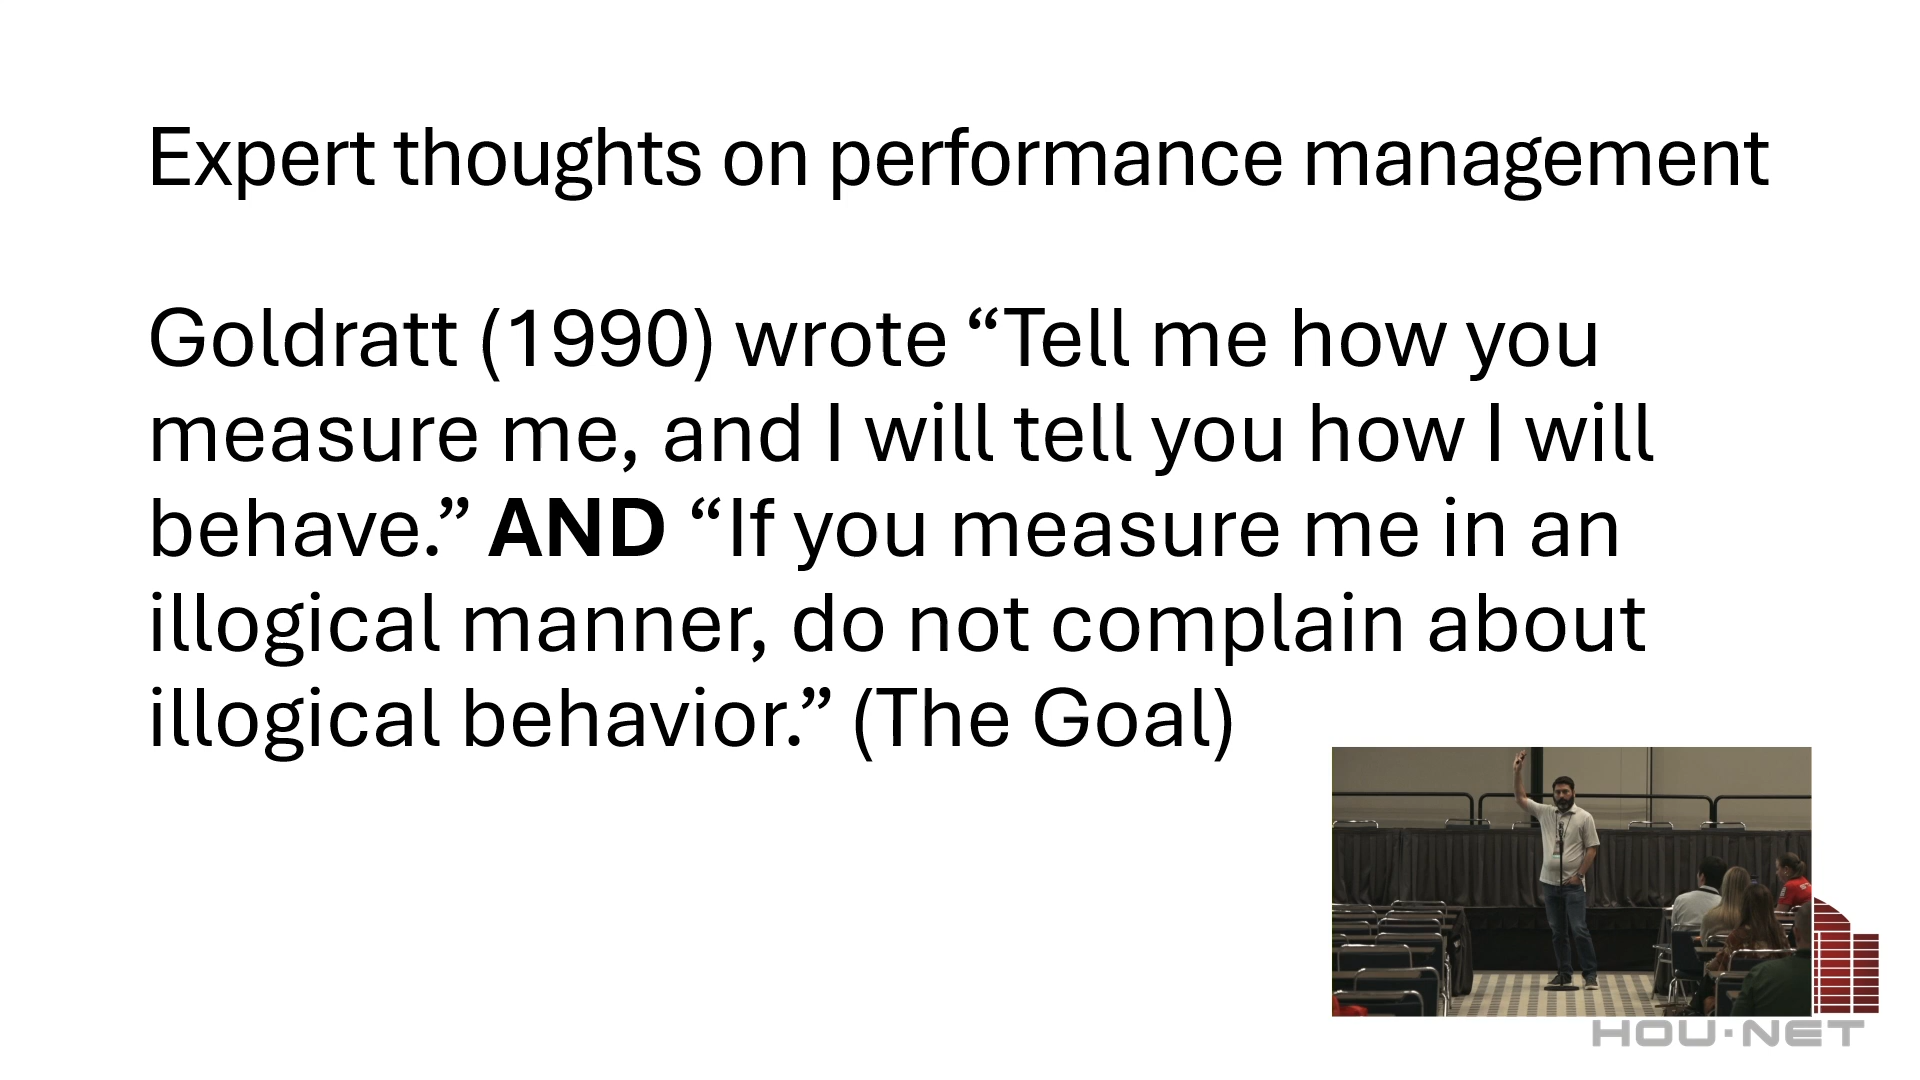 Expert thoughts on performance management
Goldratt (1990) wrote “Tell me how you
measure me, and I will tell you how I will
behave.” AND “If you measure me in an
illogical manner, do not complain about
illogical behavior.” (The Goal)
HOU·NET